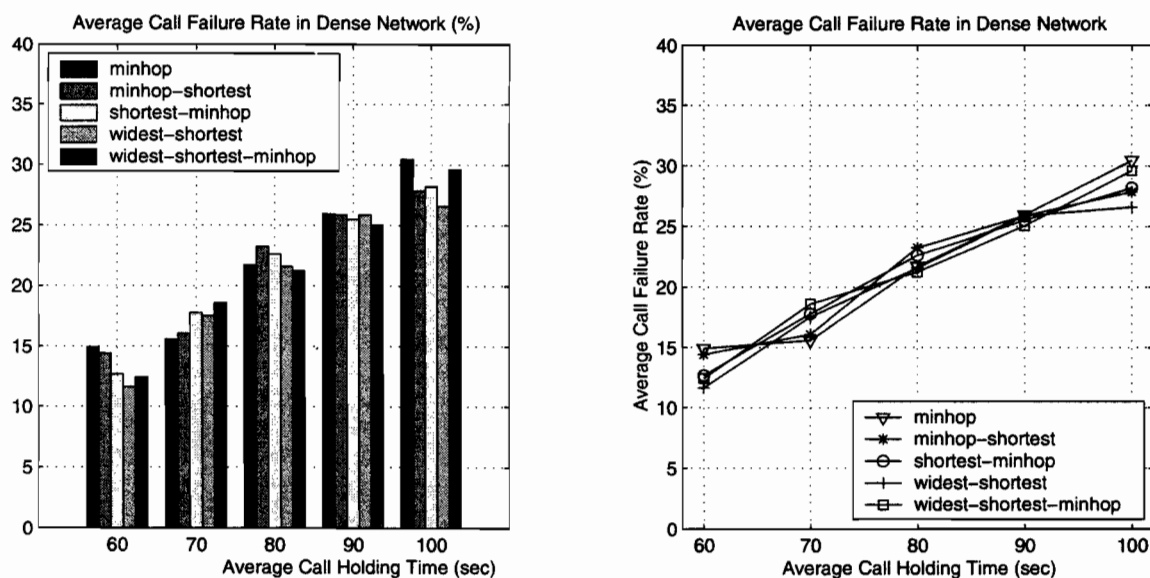 Average Call Failure Rate in Dense Network (%)
40
35
30
25
20
15
10
5
0
minhop
minhop-shortest
shortest-minhop
widest-shortest
widest-shortest-minhop
60 70 80 90 100
Average Call Holding Time (sec)
Average Call Failure Rate in Dense Network
Average Call Failure Rate (%)
40
35
30
25
20
15
10
5
0
minhop
minhop-shortest
shortest-minhop
widest-shortest
widest-shortest-minhop
60 70 80 90 100
Average Call Holding Time (sec)